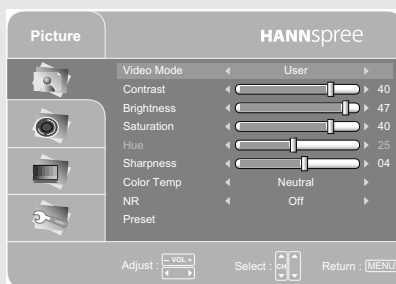 Picture
HANNspree
Video Mode User
Contrast 40
Brightness 47
Saturation 40
Hue 25
Sharpness 04
Color Temp Neutral
NR Off
Preset
Adjust : – VOL + Select : CH Return : MENU